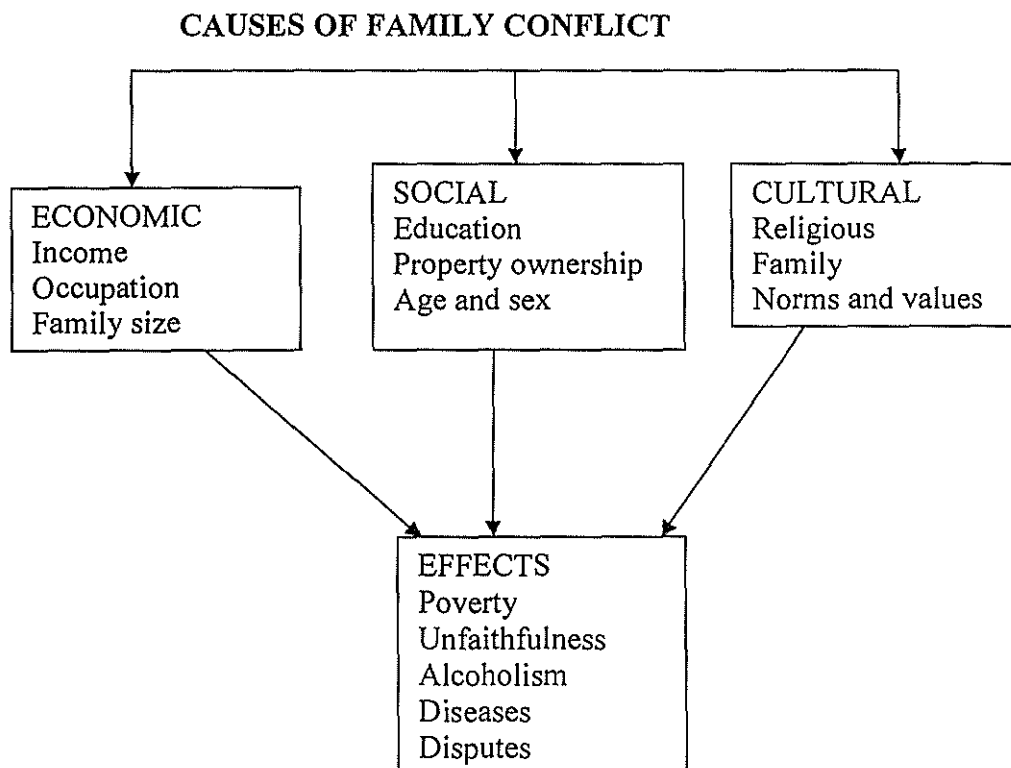 CAUSES OF FAMILY CONFLICT
ECONOMIC
Income
Occupation
Family size
SOCIAL
Education
Property ownership
Age and sex
CULTURAL
Religious
Family
Norms and values
EFFECTS
Poverty
Unfaithfulness
Alcoholism
Diseases
Disputes